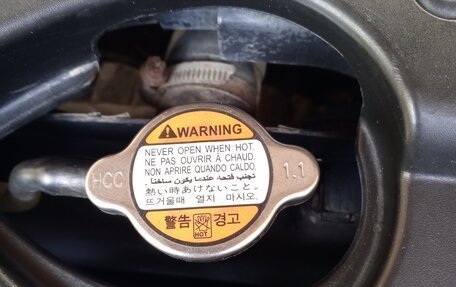 WARNING
NEVER OPEN WHEN HOT.
NE PAS OUVRIR À CHAUD.
NON APRIRE QUANDO CALDO.
تجنب فتحها عندما يكون ساخنا.
熱い時あけないこと。
뜨거울때 열지 마시오.
HCC 1.1
警告 HOT 경고